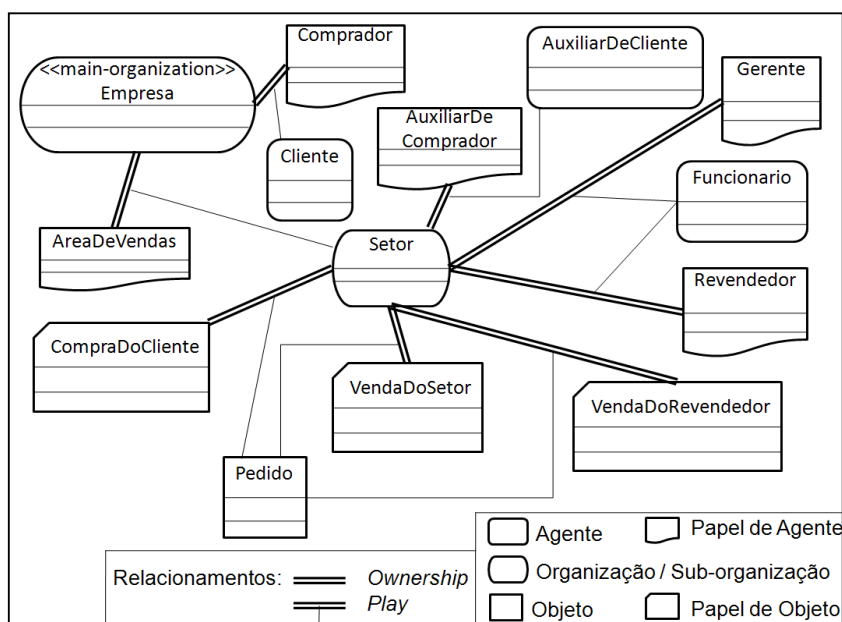 Comprador
AuxiliarDeCliente
<<main-organization>>
Empresa
Gerente
AuxiliarDe
Comprador
Cliente
Funcionario
AreaDeVendas
Setor
Revendedor
CompraDoCliente
VendaDoSetor
VendaDoRevendedor
Pedido
Agente
Papel de Agente
Relacionamentos:
Ownership
Play
Organização / Sub-organização
Objeto
Papel de Objeto